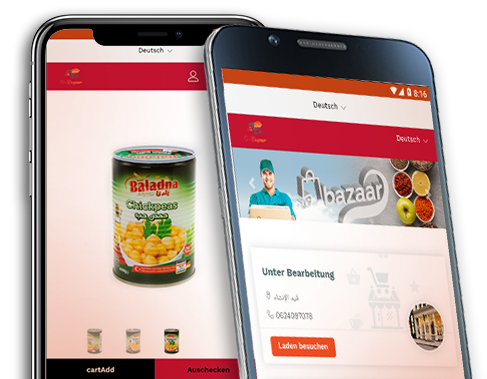 Deutsch
Baladna
بلدنا
Chickpeas
حمص حب
cartAdd
Auschecken
8:16
Deutsch
Deutsch
bazaar
Unter Bearbeitung
قيد الإنشاء
0624097078
Laden besuchen